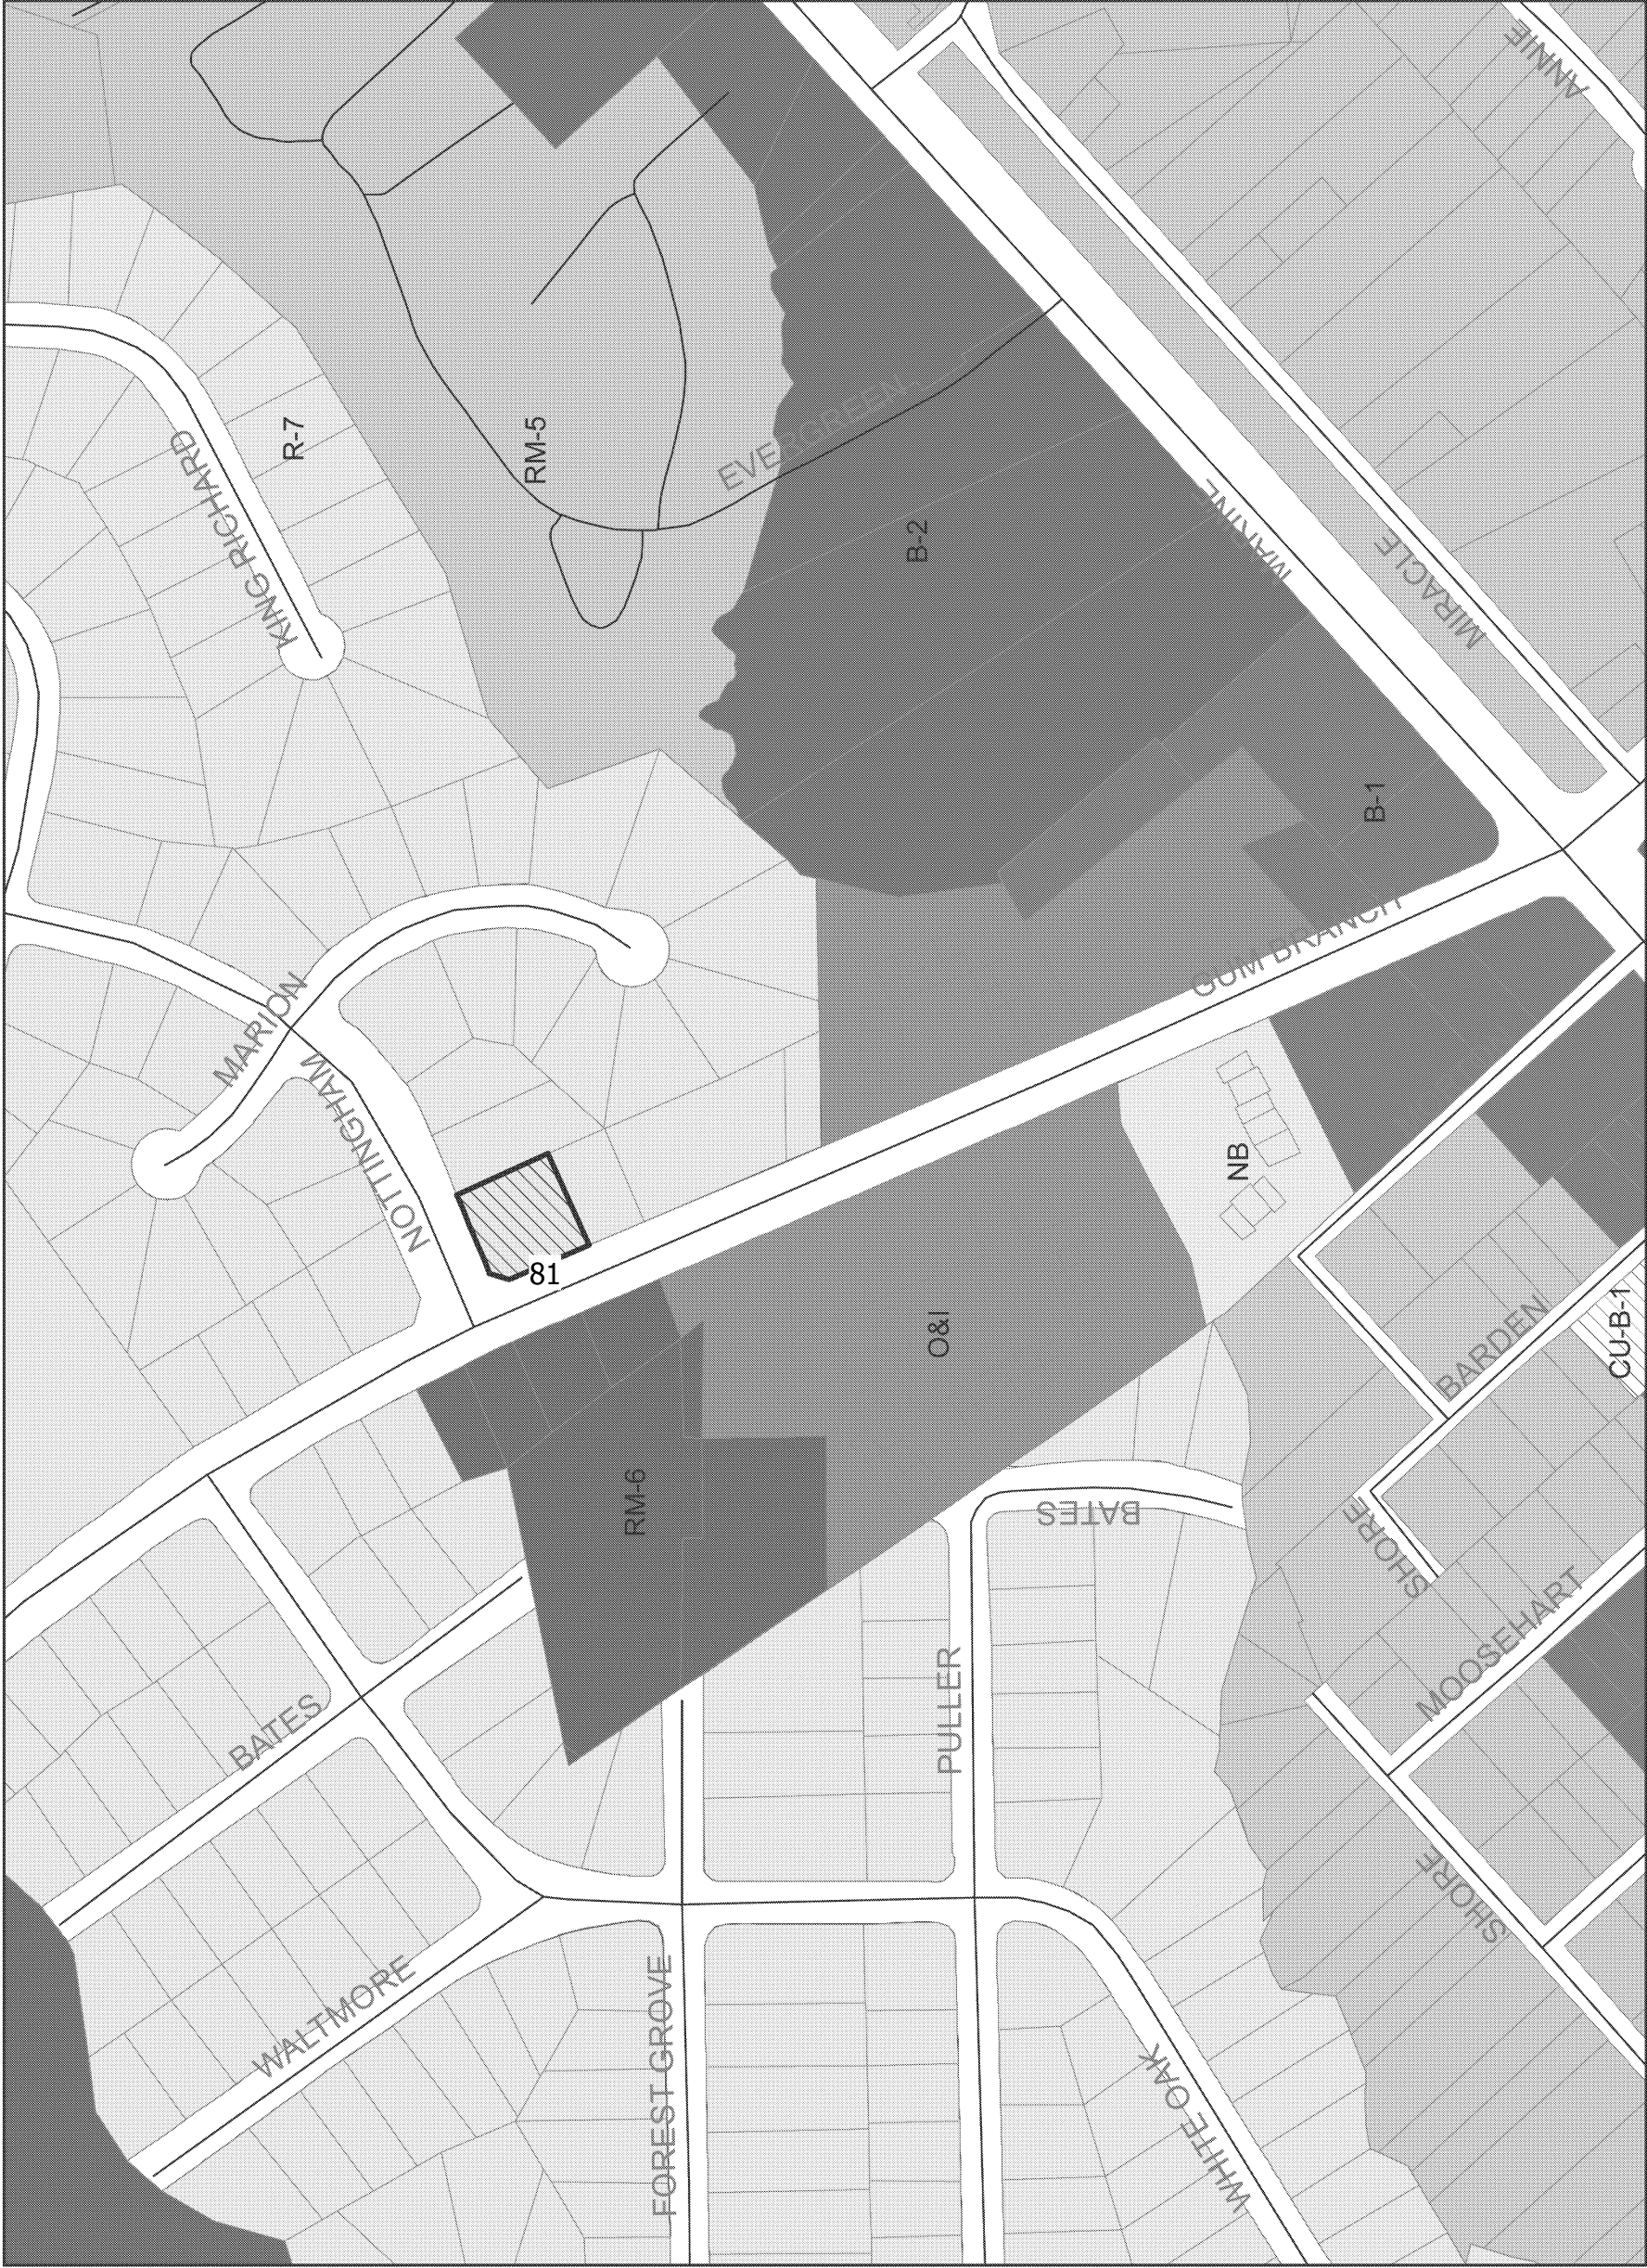 ANNIE
KING RICHARD
R-7
RM-5
EVERGREEN
B-2
MARINE
MIRACLE
B-1
MARION
GUM BRANCH
NOTTINGHAM
NB
81
O&I
BARDEN
CU-B-1
RM-6
BATES
SHORE
MOOSEHART
BATES
PULLER
SHORE
WALTMORE
FOREST GROVE
WHITE OAK